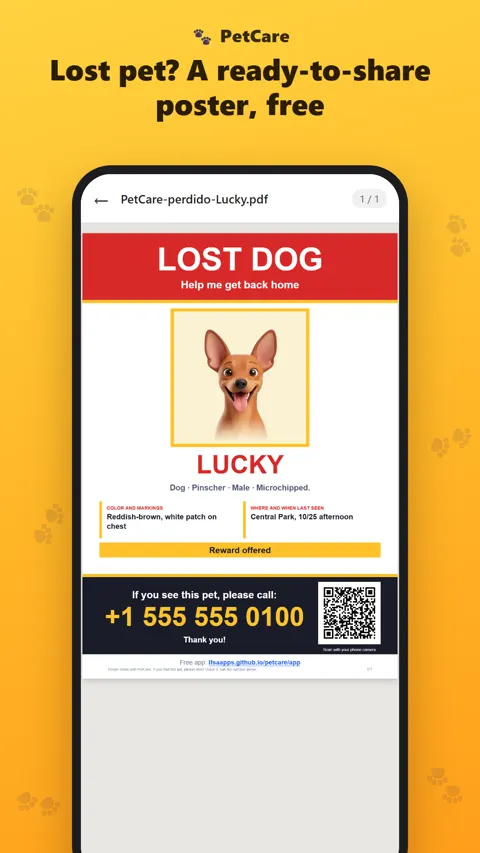 PetCare
Lost pet? A ready-to-share
poster, free
PetCare-perdido-Lucky.pdf
1 / 1
LOST DOG
Help me get back home
LUCKY
Dog · Pinscher · Male · Microchipped.
COLOR AND MARKINGS
Reddish-brown, white patch on
chest
WHERE AND WHEN LAST SEEN
Central Park, 10/25 afternoon
Reward offered
If you see this pet, please call:
+1 555 555 0100
Thank you!
Scan with your phone camera
Free app: llsaapps.github.io/petcare/app